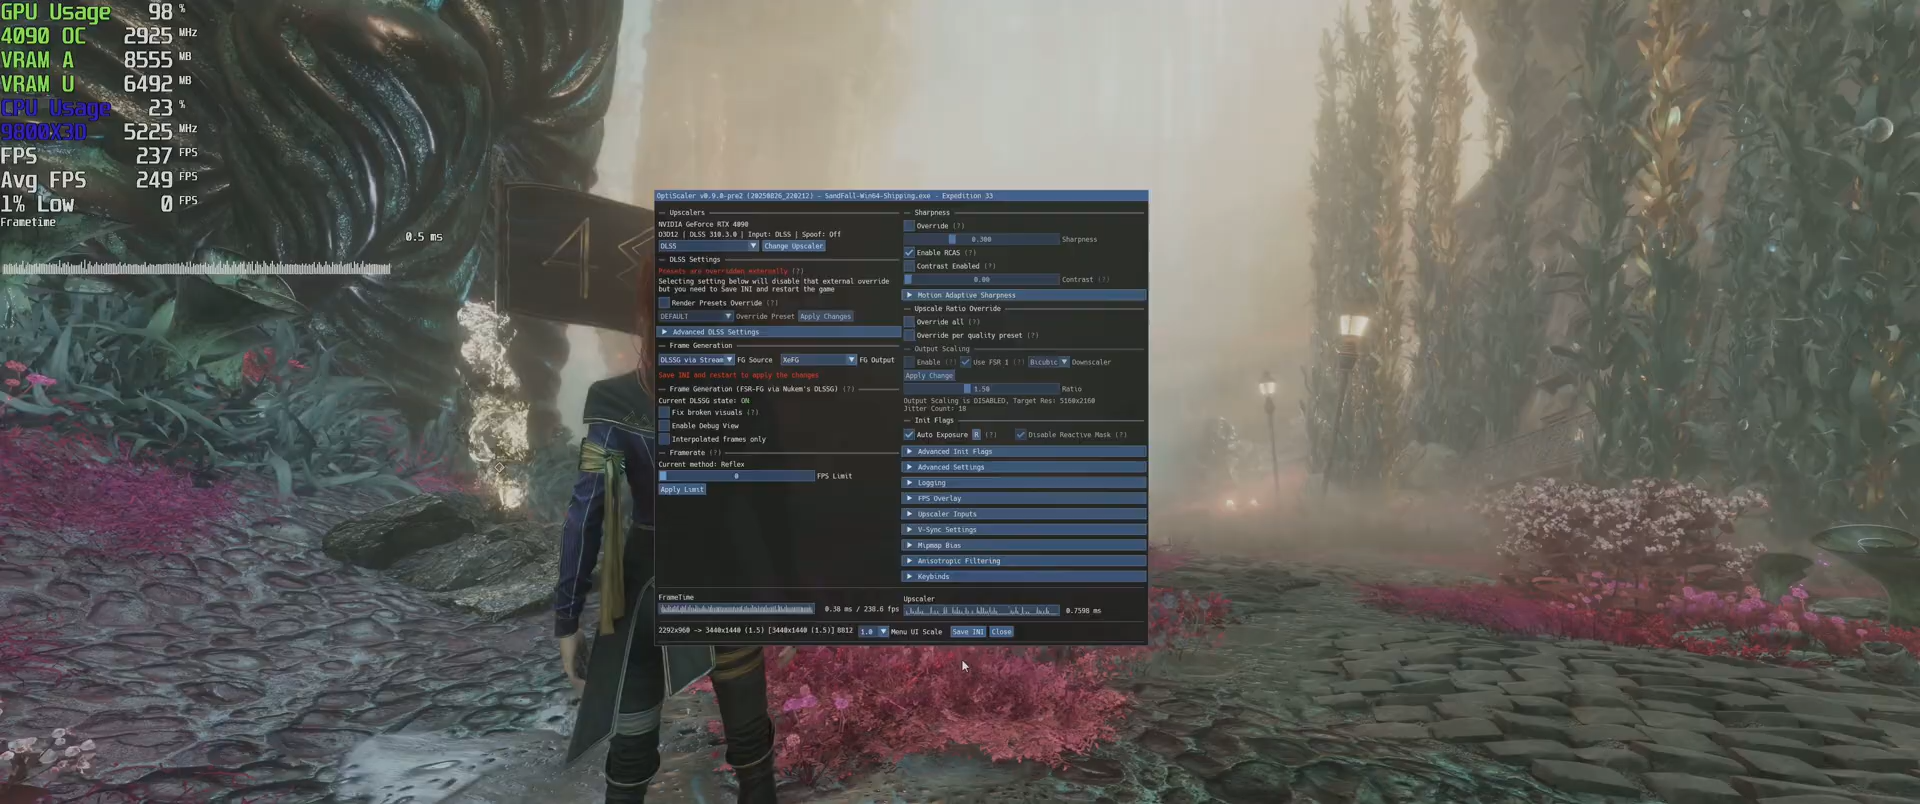 GPU Usage 98 %
4090 OC 2925 MHz
VRAM A 8555 MB
VRAM U 6492 MB
CPU Usage 23 %
9800X3D 5225 MHz
FPS 237 FPS
Avg FPS 249 FPS
1% Low 0 FPS
Frametime
0.5 ms
4
OptiScaler v0.9.0-pre2 (20250826_220212) - SandFall-Win64-Shipping.exe - Expedition 33
Upscalers
NVIDIA GeForce RTX 4090
D3D12 | DLSS 310.3.0 | Input: DLSS | Spoof: Off
DLSS Change Upscaler
DLSS Settings
Presets are overridden externally (?)
Selecting setting below will disable that external override
but you need to Save INI and restart the game
Render Presets Override (?)
DEFAULT Override Preset Apply Changes
Advanced DLSS Settings
Frame Generation
DLSSG via Stream FG Source XeFG FG Output
Save INI and restart to apply the changes
Frame Generation (FSR-FG via Nukem's DLSSG) (?)
Current DLSSG state: ON
Fix broken visuals (?)
Enable Debug View
Interpolated frames only
Framerate (?)
Current method: Reflex
0 FPS Limit
Apply Limit
Sharpness
Override (?)
0.300 Sharpness
Enable RCAS (?)
Contrast Enabled (?)
0.00 Contrast (?)
Motion Adaptive Sharpness
Upscale Ratio Override
Override all (?)
Override per quality preset (?)
Output Scaling
Enable (?) Use FSR 1 (?) Bicubic Downscaler
Apply Change
1.50 Ratio
Output Scaling is DISABLED, Target Res: 5160x2160
Jitter Count: 18
Init Flags
Auto Exposure R (?) Disable Reactive Mask (?)
Advanced Init Flags
Advanced Settings
Logging
FPS Overlay
Upscaler Inputs
V-Sync Settings
Mipmap Bias
Anisotropic Filtering
Keybinds
FrameTime
0.38 ms / 238.6 fps
Upscaler
0.7598 ms
2292x960 -> 3440x1440 (1.5) [3440x1440 (1.5)] 8812 1.0 Menu UI Scale Save INI Close